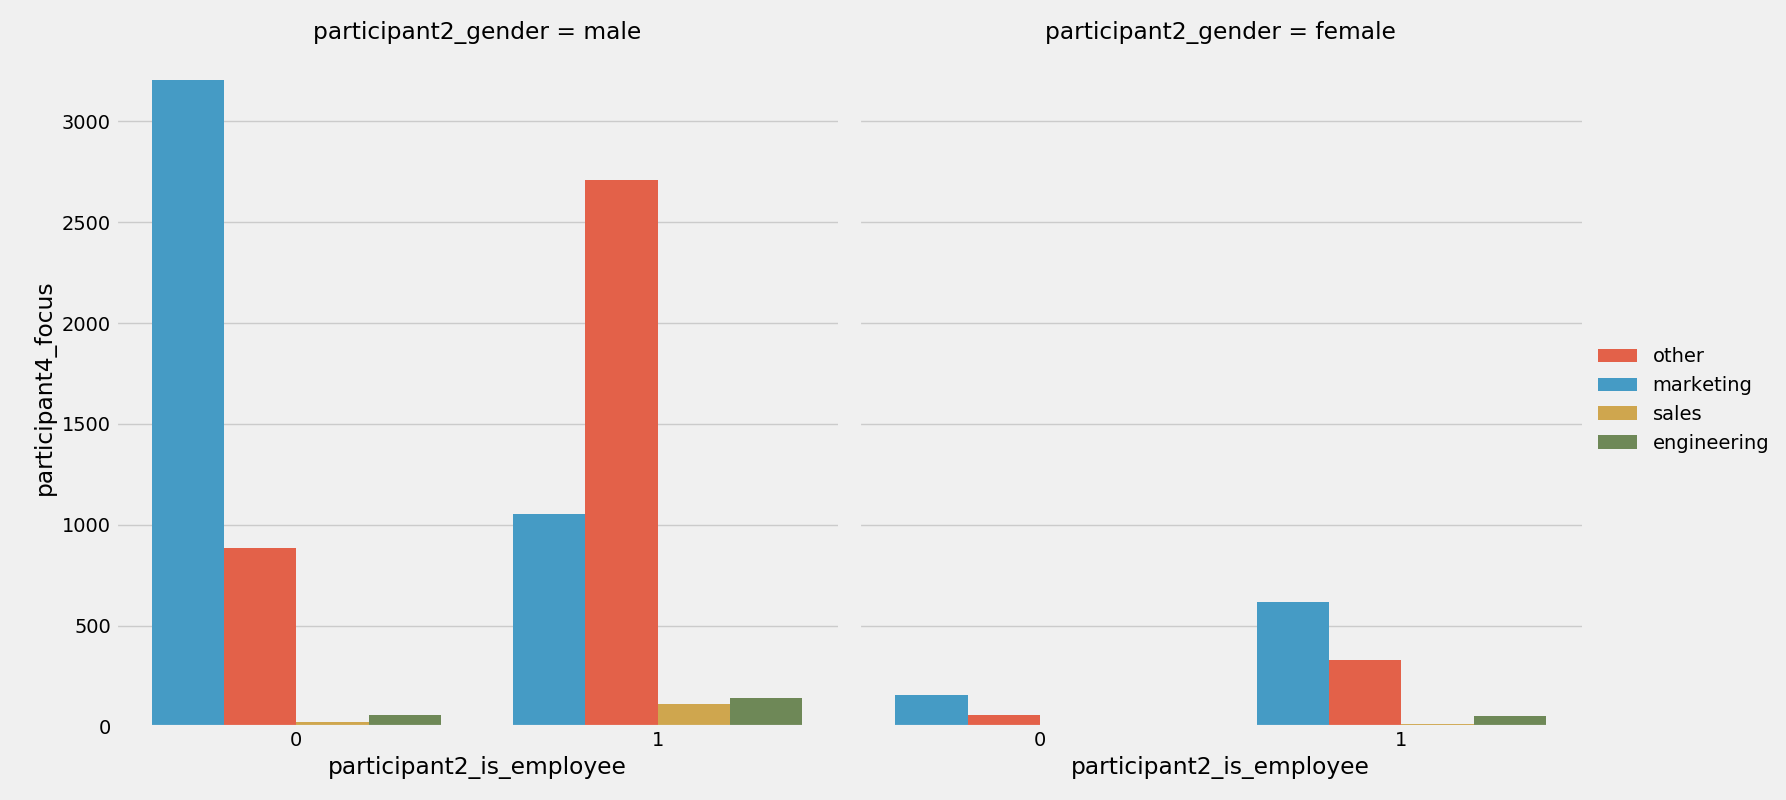 participant2_gender = male
participant2_gender = female
participant4_focus
3000
2500
2000
1500
1000
500
0
0
1
0
1
participant2_is_employee
participant2_is_employee
other
marketing
sales
engineering